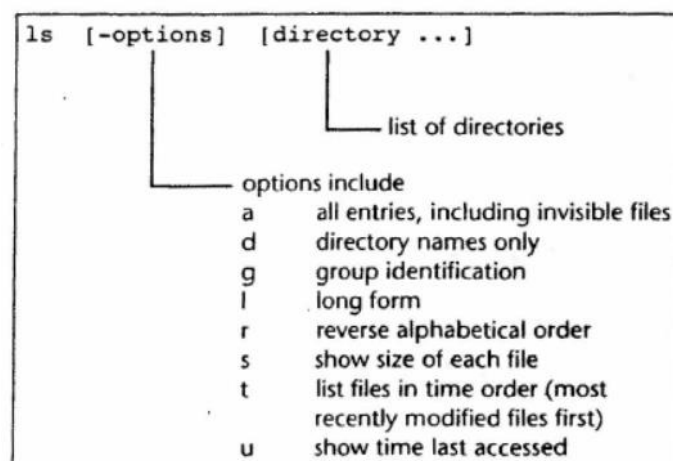 ls [-options] [directory ...]
list of directories
options include
a all entries, including invisible files
d directory names only
g group identification
l long form
r reverse alphabetical order
s show size of each file
t list files in time order (most
recently modified files first)
u show time last accessed